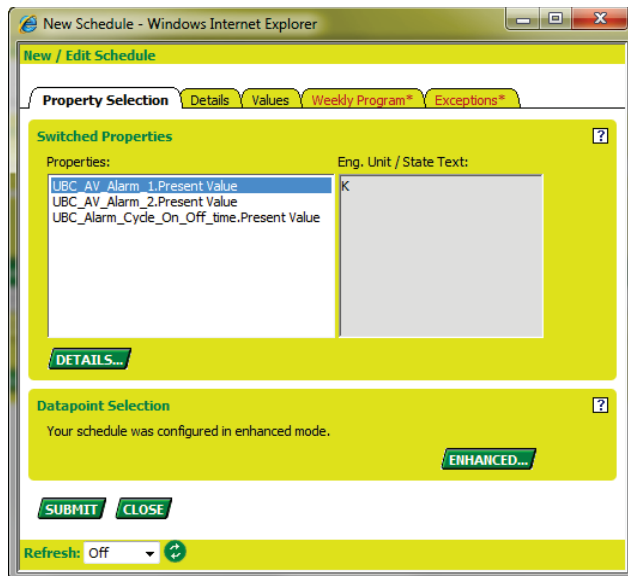 New Schedule - Windows Internet Explorer
New / Edit Schedule
Property Selection Details Values Weekly Program* Exceptions*
Switched Properties ?
Properties: Eng. Unit / State Text:
UBC_AV_Alarm_1.Present Value K
UBC_AV_Alarm_2.Present Value
UBC_Alarm_Cycle_On_Off_time.Present Value
DETAILS...
Datapoint Selection ?
Your schedule was configured in enhanced mode.
ENHANCED...
SUBMIT CLOSE
Refresh: Off